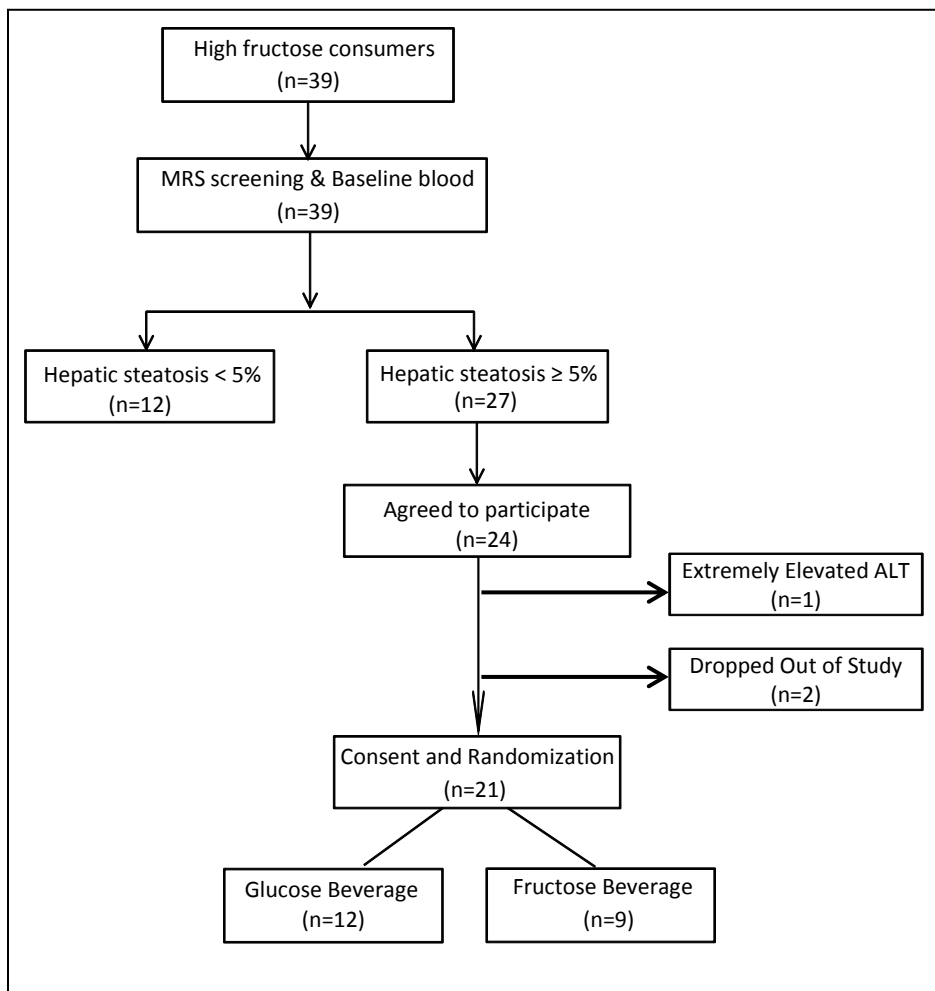 High fructose consumers
(n=39)
MRS screening & Baseline blood
(n=39)
Hepatic steatosis < 5%
(n=12)
Hepatic steatosis ≥ 5%
(n=27)
Agreed to participate
(n=24)
Extremely Elevated ALT
(n=1)
Dropped Out of Study
(n=2)
Consent and Randomization
(n=21)
Glucose Beverage
(n=12)
Fructose Beverage
(n=9)